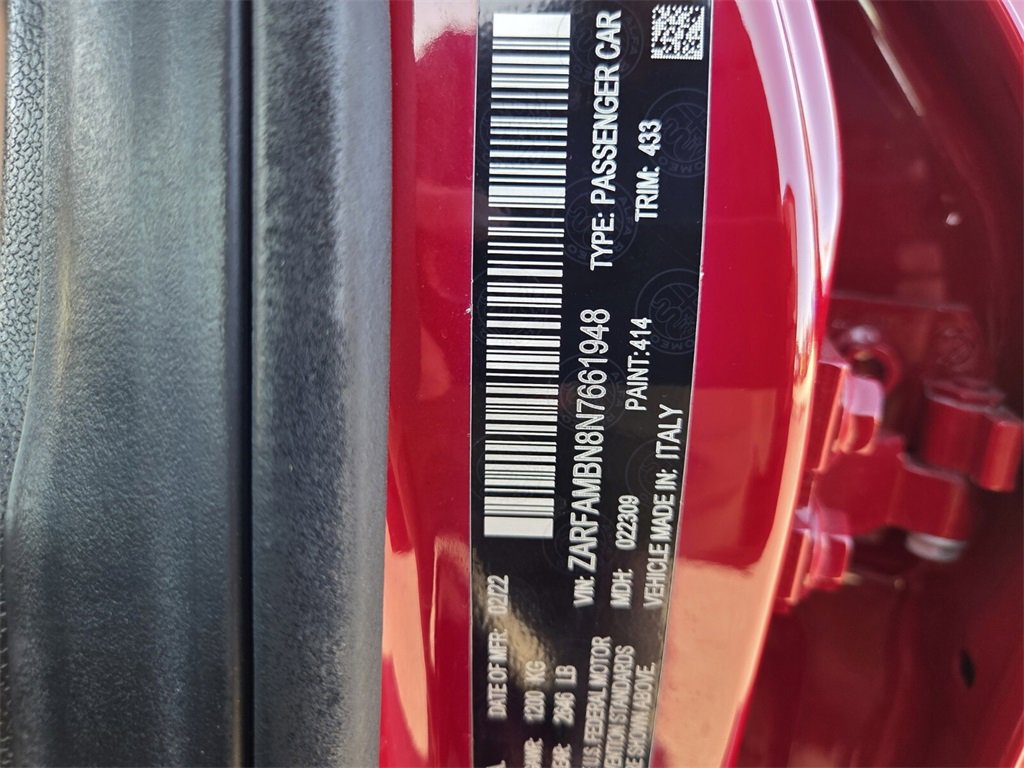 DATE OF MFR: 02/22
1200 KG
2646 LB
U.S. FEDERAL MOTOR
STANDARDS
SHOWN ABOVE.
VIN: ZARFAMBN8N7661948 TYPE: PASSENGER CAR
MDH: 022309 PAINT: 414 TRIM: 433
VEHICLE MADE IN: ITALY